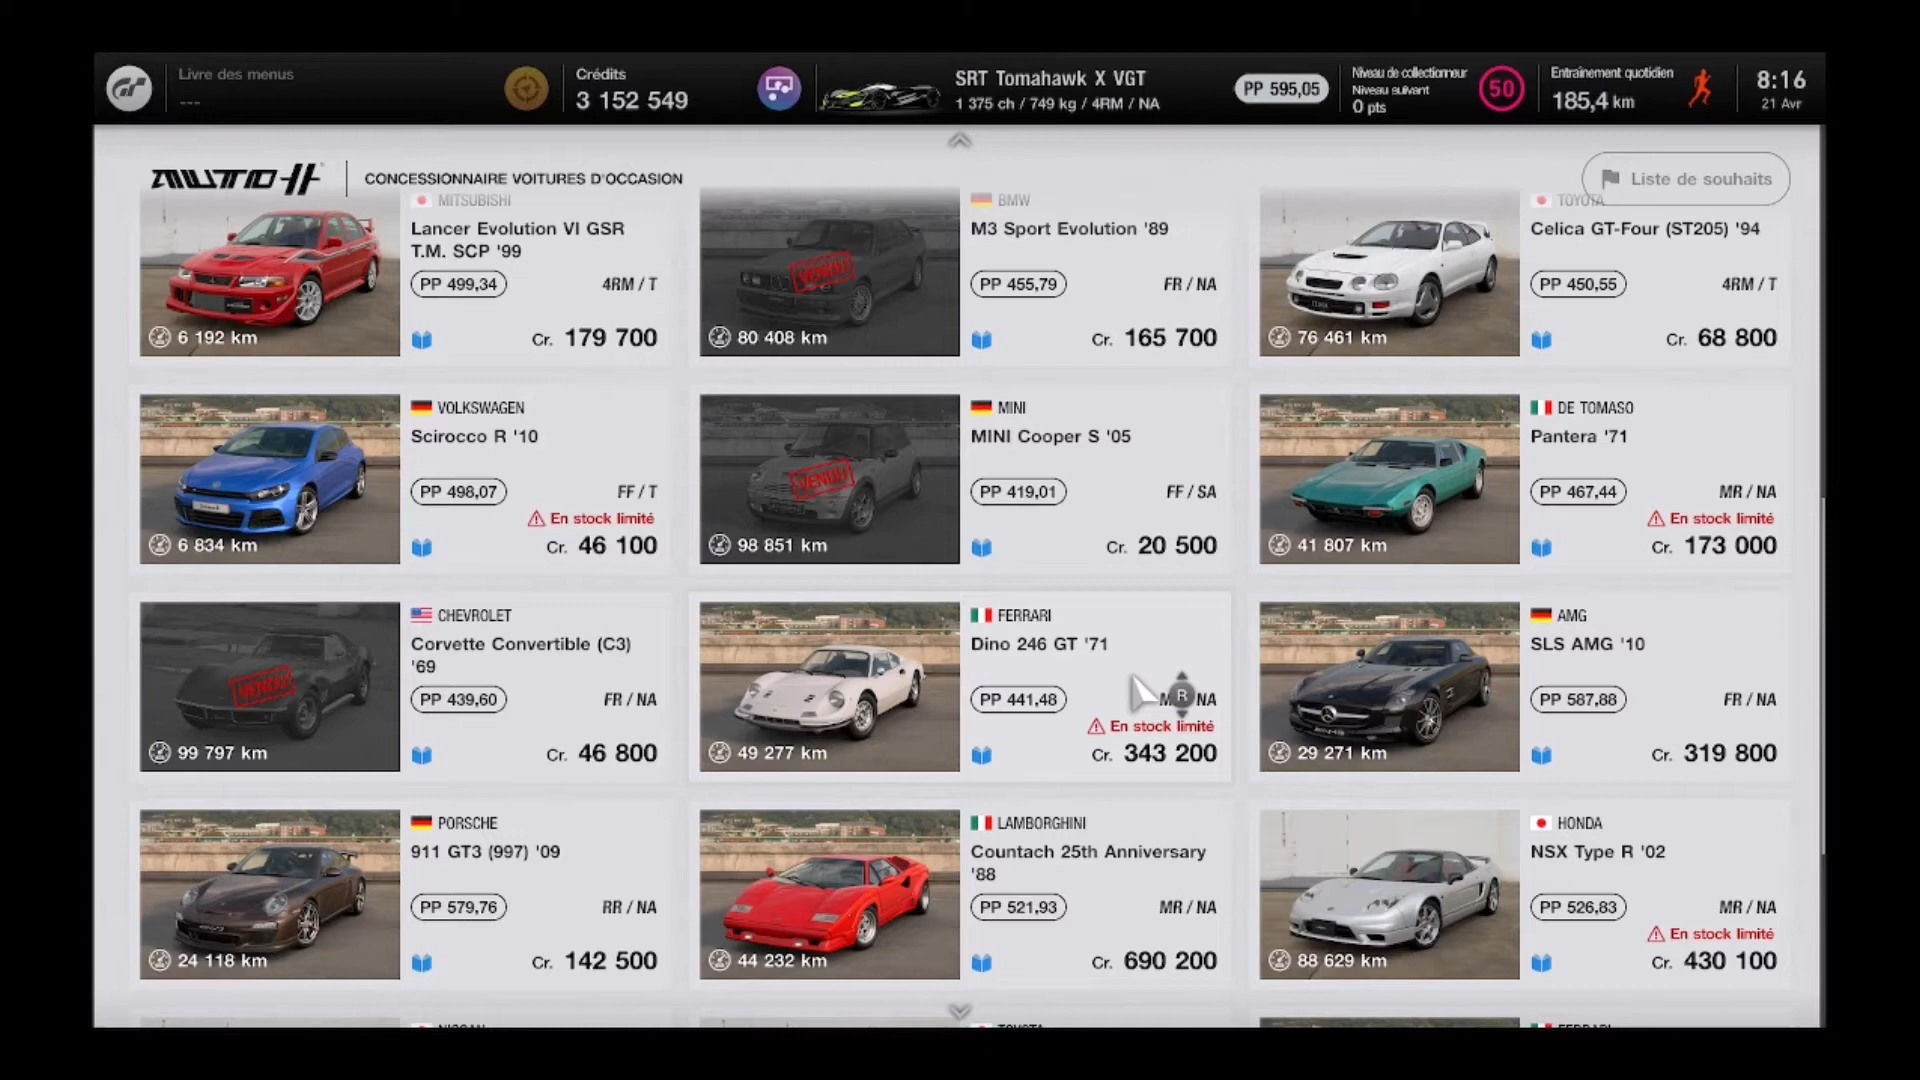 Livre des menus
---
Crédits
3 152 549
SRT Tomahawk X VGT
1 375 ch / 749 kg / 4RM / NA
PP 595,05
Niveau de collectionneur
Niveau suivant
0 pts
50
Entraînement quotidien
185,4 km
8:16
21 Avr
AUTO
CONCESSIONNAIRE VOITURES D'OCCASION
Liste de souhaits
MITSUBISHI
Lancer Evolution VI GSR
T.M. SCP '99
PP 499,34
4RM / T
6 192 km
Cr. 179 700
BMW
M3 Sport Evolution '89
VENDU
PP 455,79
FR / NA
80 408 km
Cr. 165 700
TOYOTA
Celica GT-Four (ST205) '94
PP 450,55
4RM / T
76 461 km
Cr. 68 800
VOLKSWAGEN
Scirocco R '10
PP 498,07
FF / T
En stock limité
6 834 km
Cr. 46 100
MINI
MINI Cooper S '05
VENDU
PP 419,01
FF / SA
98 851 km
Cr. 20 500
DE TOMASO
Pantera '71
PP 467,44
MR / NA
En stock limité
41 807 km
Cr. 173 000
CHEVROLET
Corvette Convertible (C3)
'69
VENDU
PP 439,60
FR / NA
99 797 km
Cr. 46 800
FERRARI
Dino 246 GT '71
PP 441,48
NA
R
En stock limité
49 277 km
Cr. 343 200
AMG
SLS AMG '10
PP 587,88
FR / NA
29 271 km
Cr. 319 800
PORSCHE
911 GT3 (997) '09
PP 579,76
RR / NA
24 118 km
Cr. 142 500
LAMBORGHINI
Countach 25th Anniversary
'88
PP 521,93
MR / NA
44 232 km
Cr. 690 200
HONDA
NSX Type R '02
PP 526,83
MR / NA
En stock limité
88 629 km
Cr. 430 100
NISSAN
TOYOTA
FERRARI